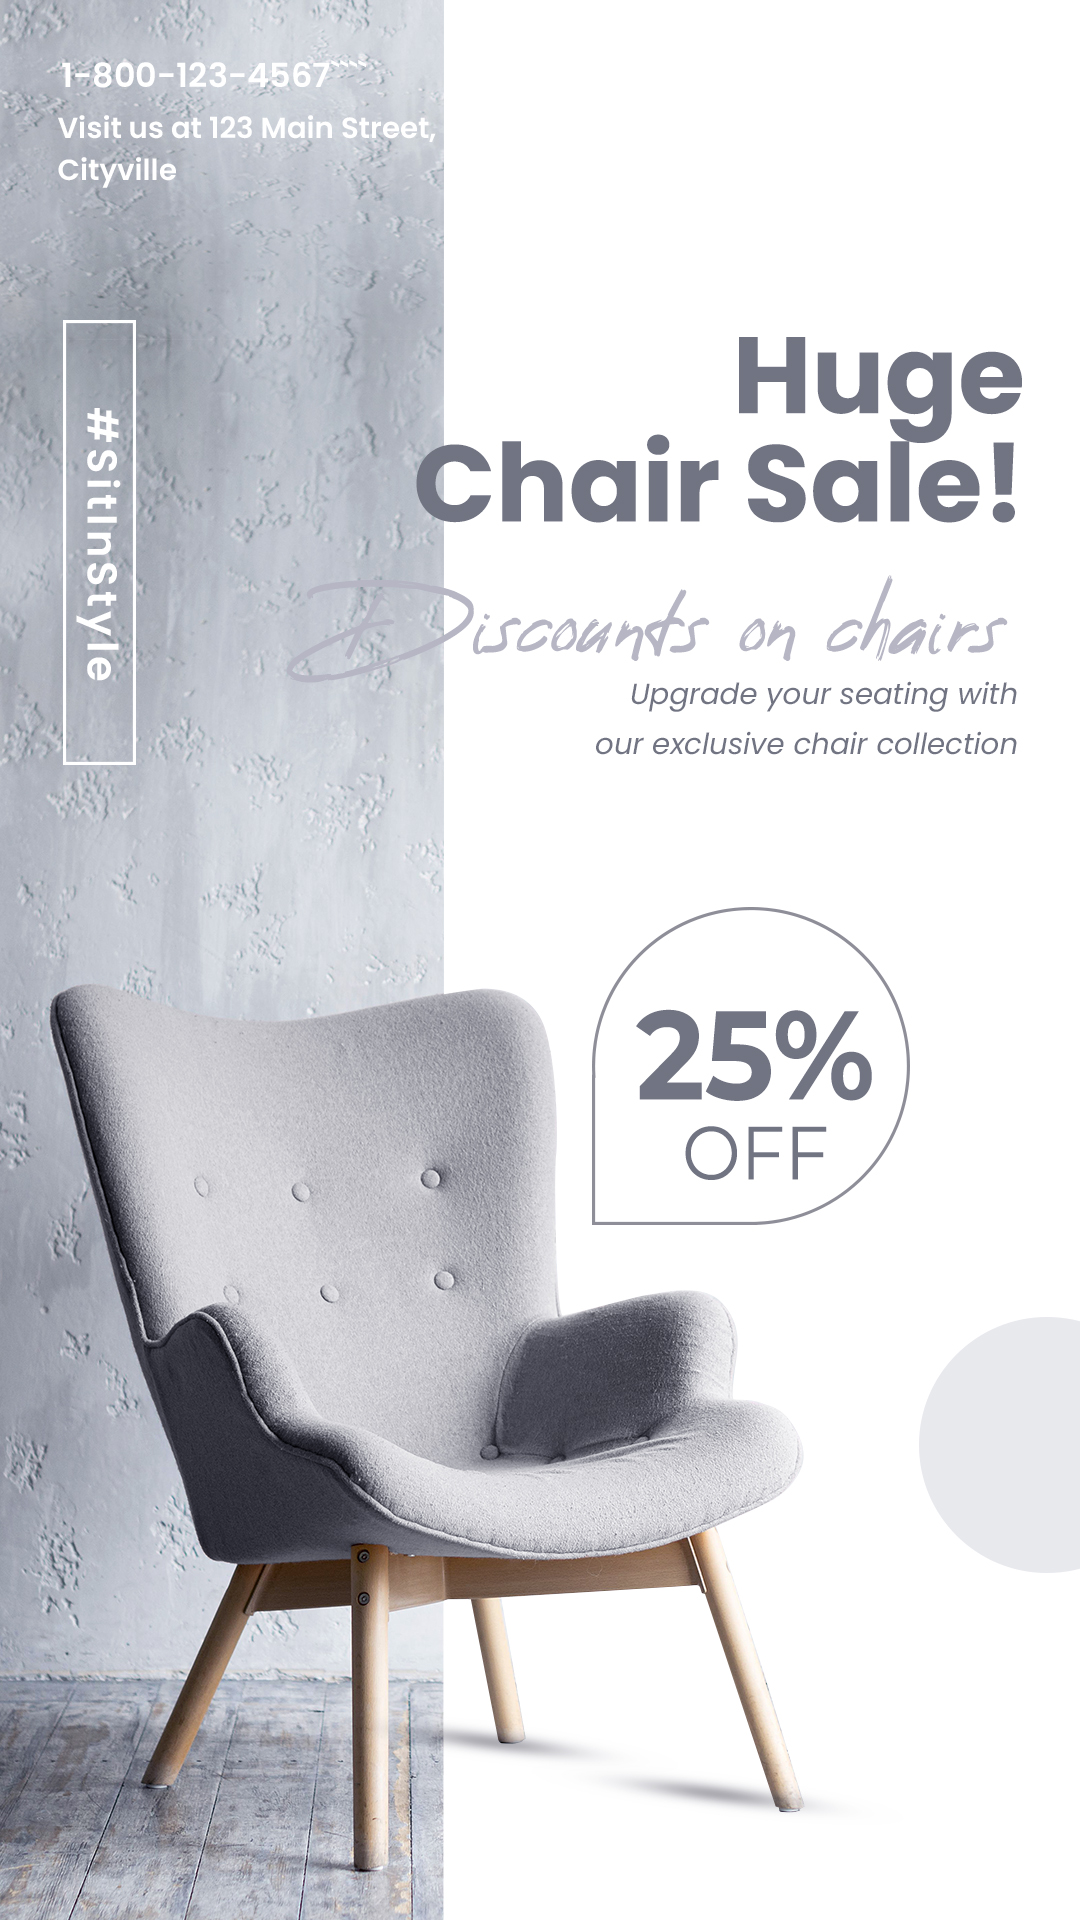 1-800-123-4567````
Visit us at 123 Main Street,
Cityville
#SitInStyle
Huge
Chair Sale!
Discounts on chairs
Upgrade your seating with
our exclusive chair collection
25%
OFF